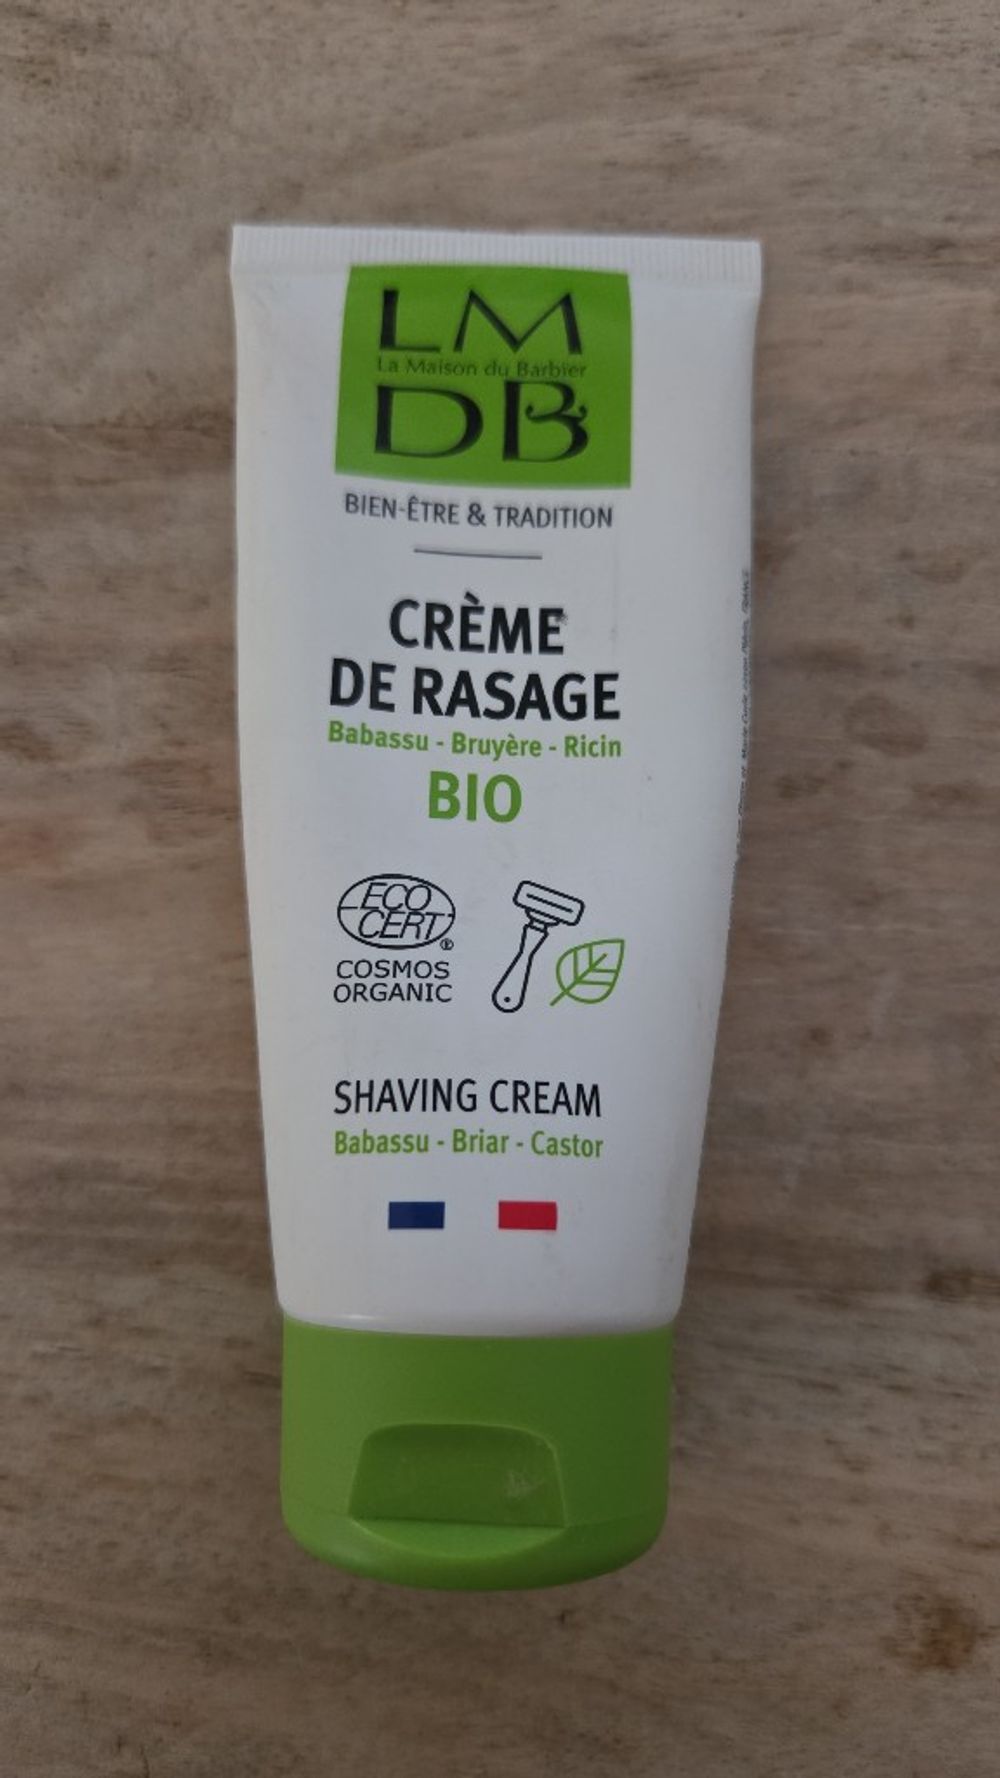 LM
La Maison du Barbier
DB
BIEN-ÊTRE & TRADITION
CRÈME
DE RASAGE
Babassu - Bruyère - Ricin
BIO
ECO
CERT®
COSMOS
ORGANIC
SHAVING CREAM
Babassu - Briar - Castor